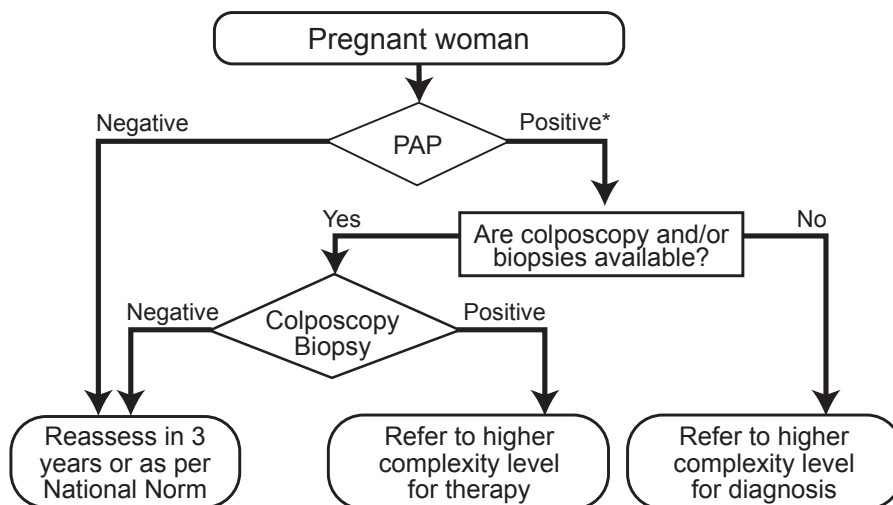 Pregnant woman
Negative
Positive*
PAP
Yes
Are colposcopy and/or
biopsies available?
No
Negative
Colposcopy
Biopsy
Positive
Reassess in 3
years or as per
National Norm
Refer to higher
complexity level
for therapy
Refer to higher
complexity level
for diagnosis